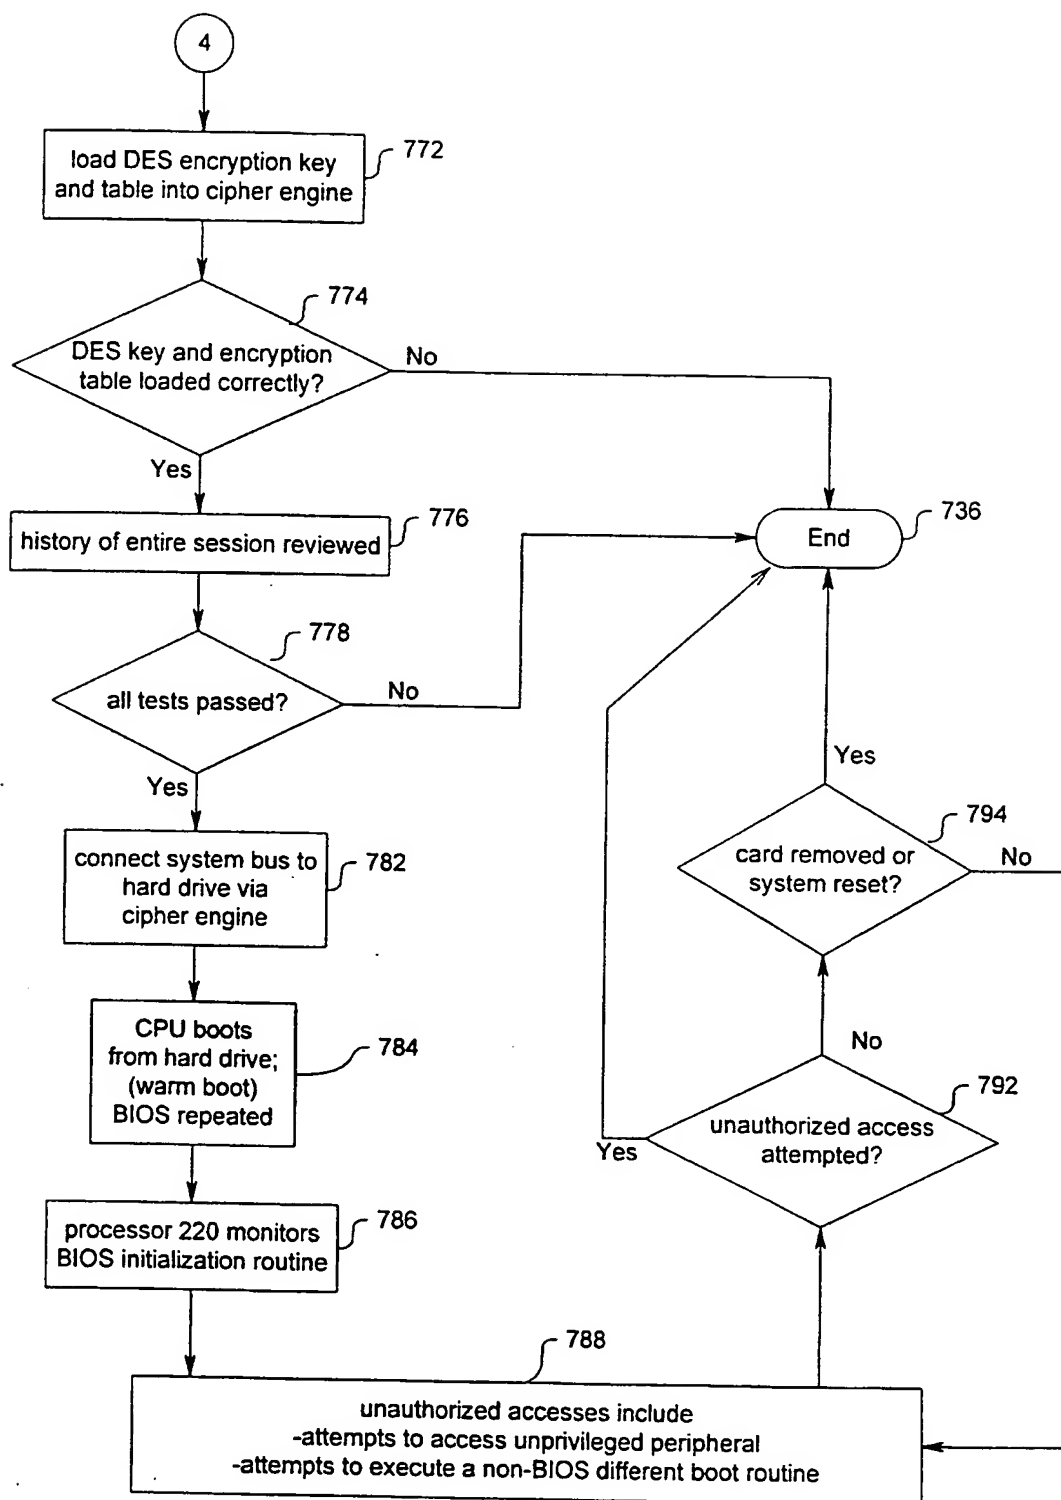 4
load DES encryption key
and table into cipher engine
772
774
DES key and encryption
table loaded correctly?
No
Yes
history of entire session reviewed
776
End
736
778
all tests passed?
No
Yes
connect system bus to
hard drive via
cipher engine
782
CPU boots
from hard drive;
(warm boot)
BIOS repeated
784
processor 220 monitors
BIOS initialization routine
786
788
unauthorized accesses include
-attempts to access unprivileged peripheral
-attempts to execute a non-BIOS different boot routine
792
unauthorized access
attempted?
Yes
No
794
card removed or
system reset?
Yes
No